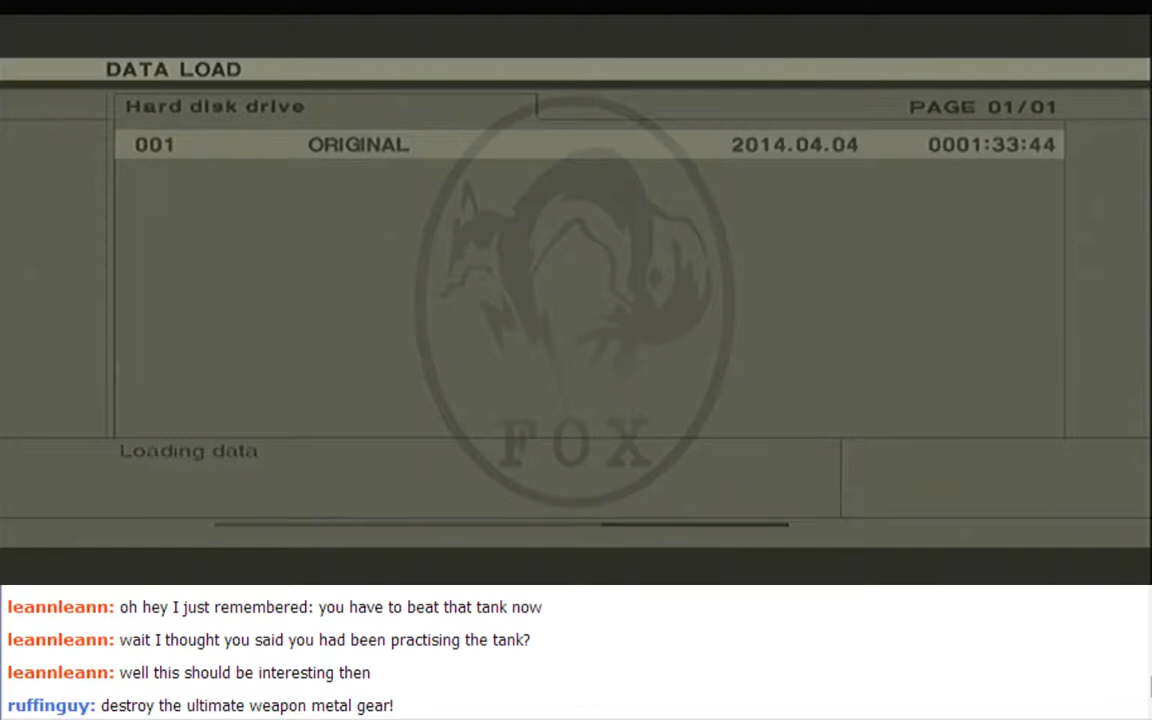 DATA LOAD
Hard disk drive PAGE 01/01
001 ORIGINAL 2014.04.04 0001:33:44
FOX
Loading data
leannleann: oh hey I just remembered: you have to beat that tank now
leannleann: wait I thought you said you had been practising the tank?
leannleann: well this should be interesting then
ruffinguy: destroy the ultimate weapon metal gear!